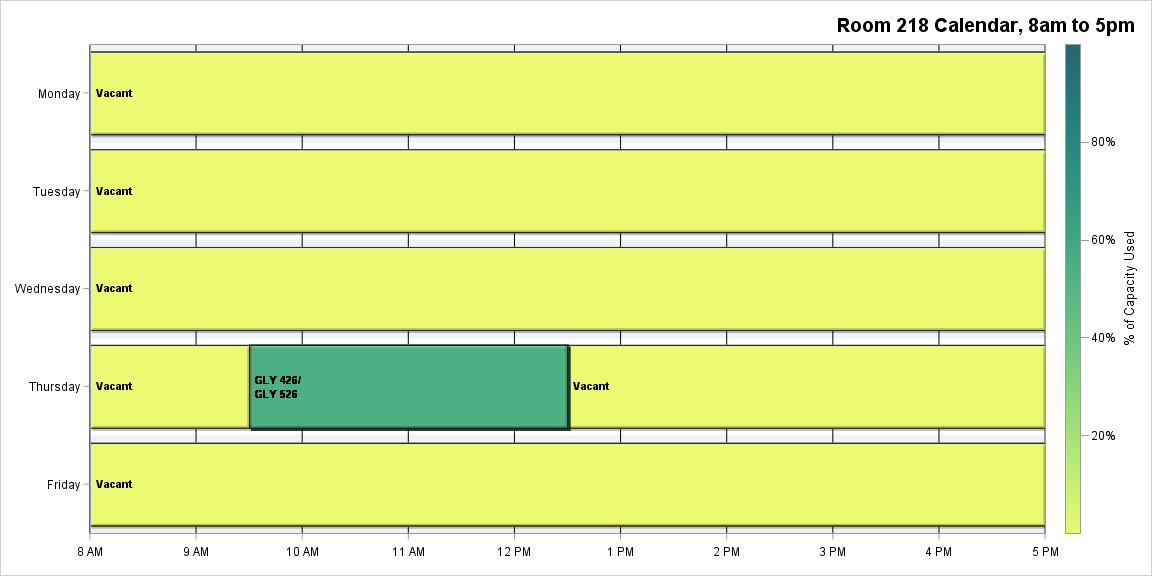 Room 218 Calendar, 8am to 5pm
Monday
Vacant
Tuesday
Vacant
Wednesday
Vacant
Thursday
Vacant
GLY 426/
GLY 526
Vacant
Friday
Vacant
8 AM
9 AM
10 AM
11 AM
12 PM
1 PM
2 PM
3 PM
4 PM
5 PM
80%
60%
40%
20%
% of Capacity Used